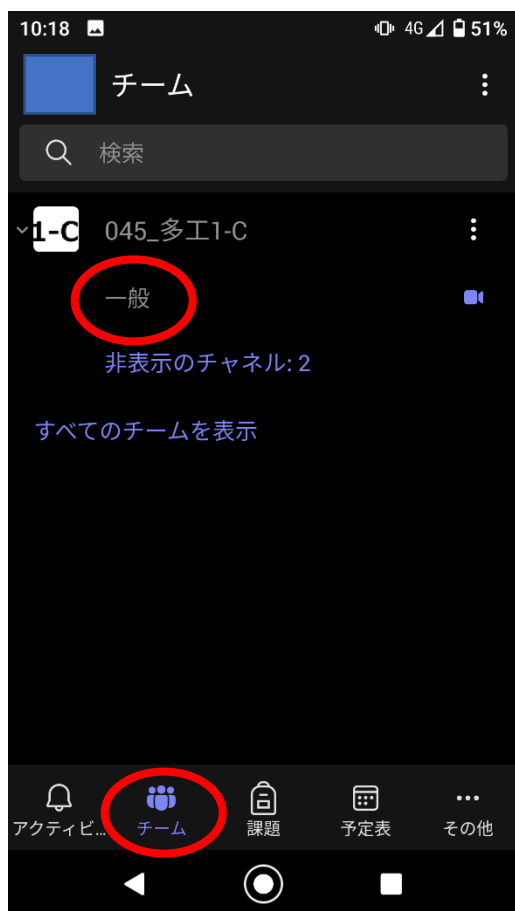 10:18 4G 51%
チーム
検索
1-C 045_多工1-C
一般
非表示のチャネル: 2
すべてのチームを表示
アクティビ... チーム 課題 予定表 その他